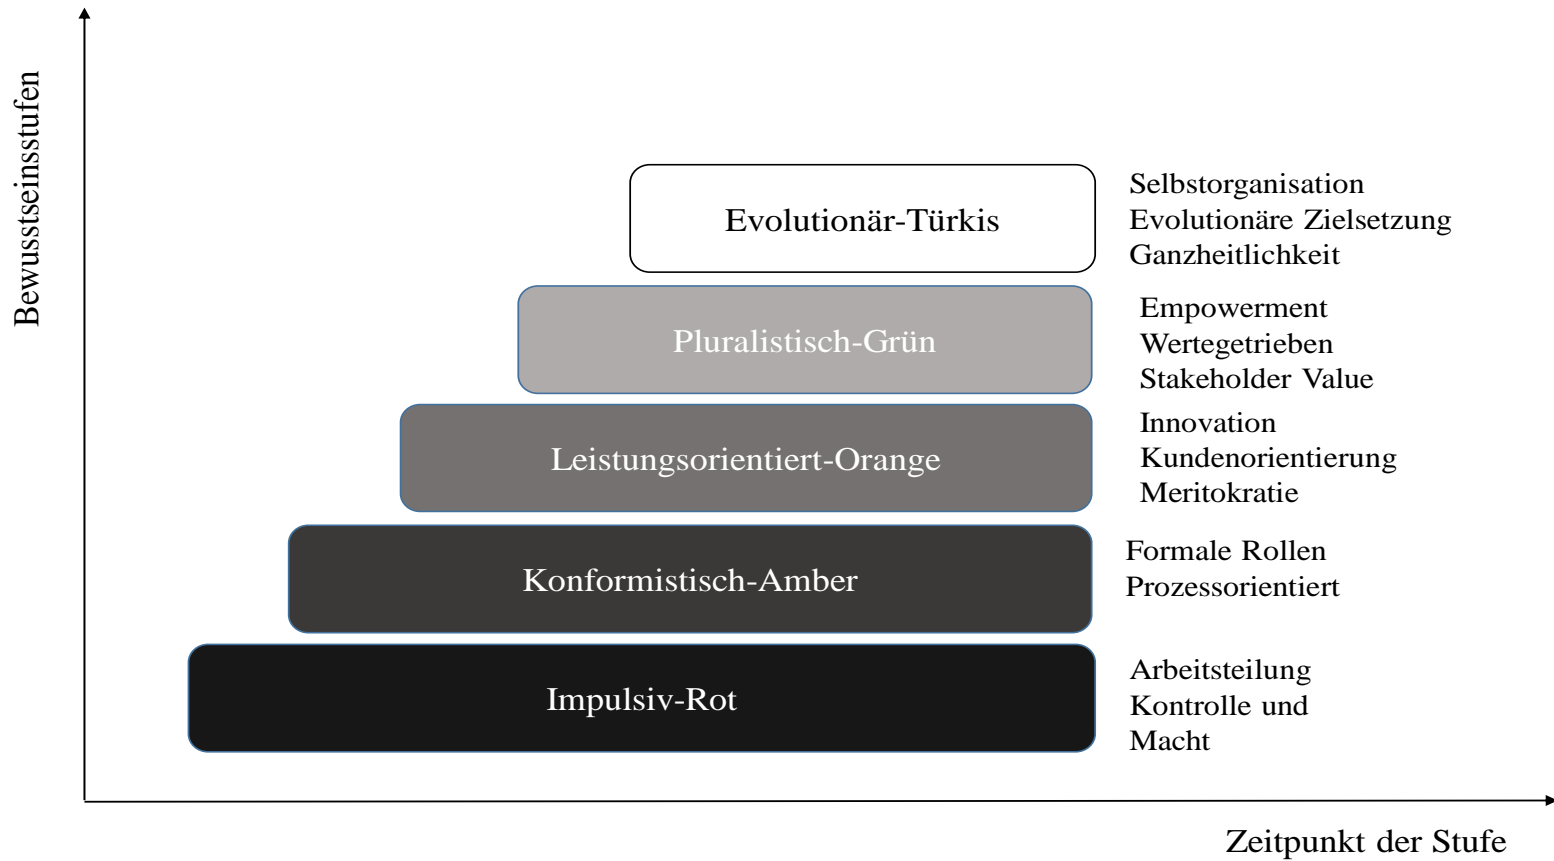 Bewusstseinsstufen
Evolutionär-Türkis
Selbstorganisation
Evolutionäre Zielsetzung
Ganzheitlichkeit
Pluralistisch-Grün
Empowerment
Wertegetrieben
Stakeholder Value
Leistungsorientiert-Orange
Innovation
Kundenorientierung
Meritokratie
Konformistisch-Amber
Formale Rollen
Prozessorientiert
Impulsiv-Rot
Arbeitsteilung
Kontrolle und
Macht
Zeitpunkt der Stufe